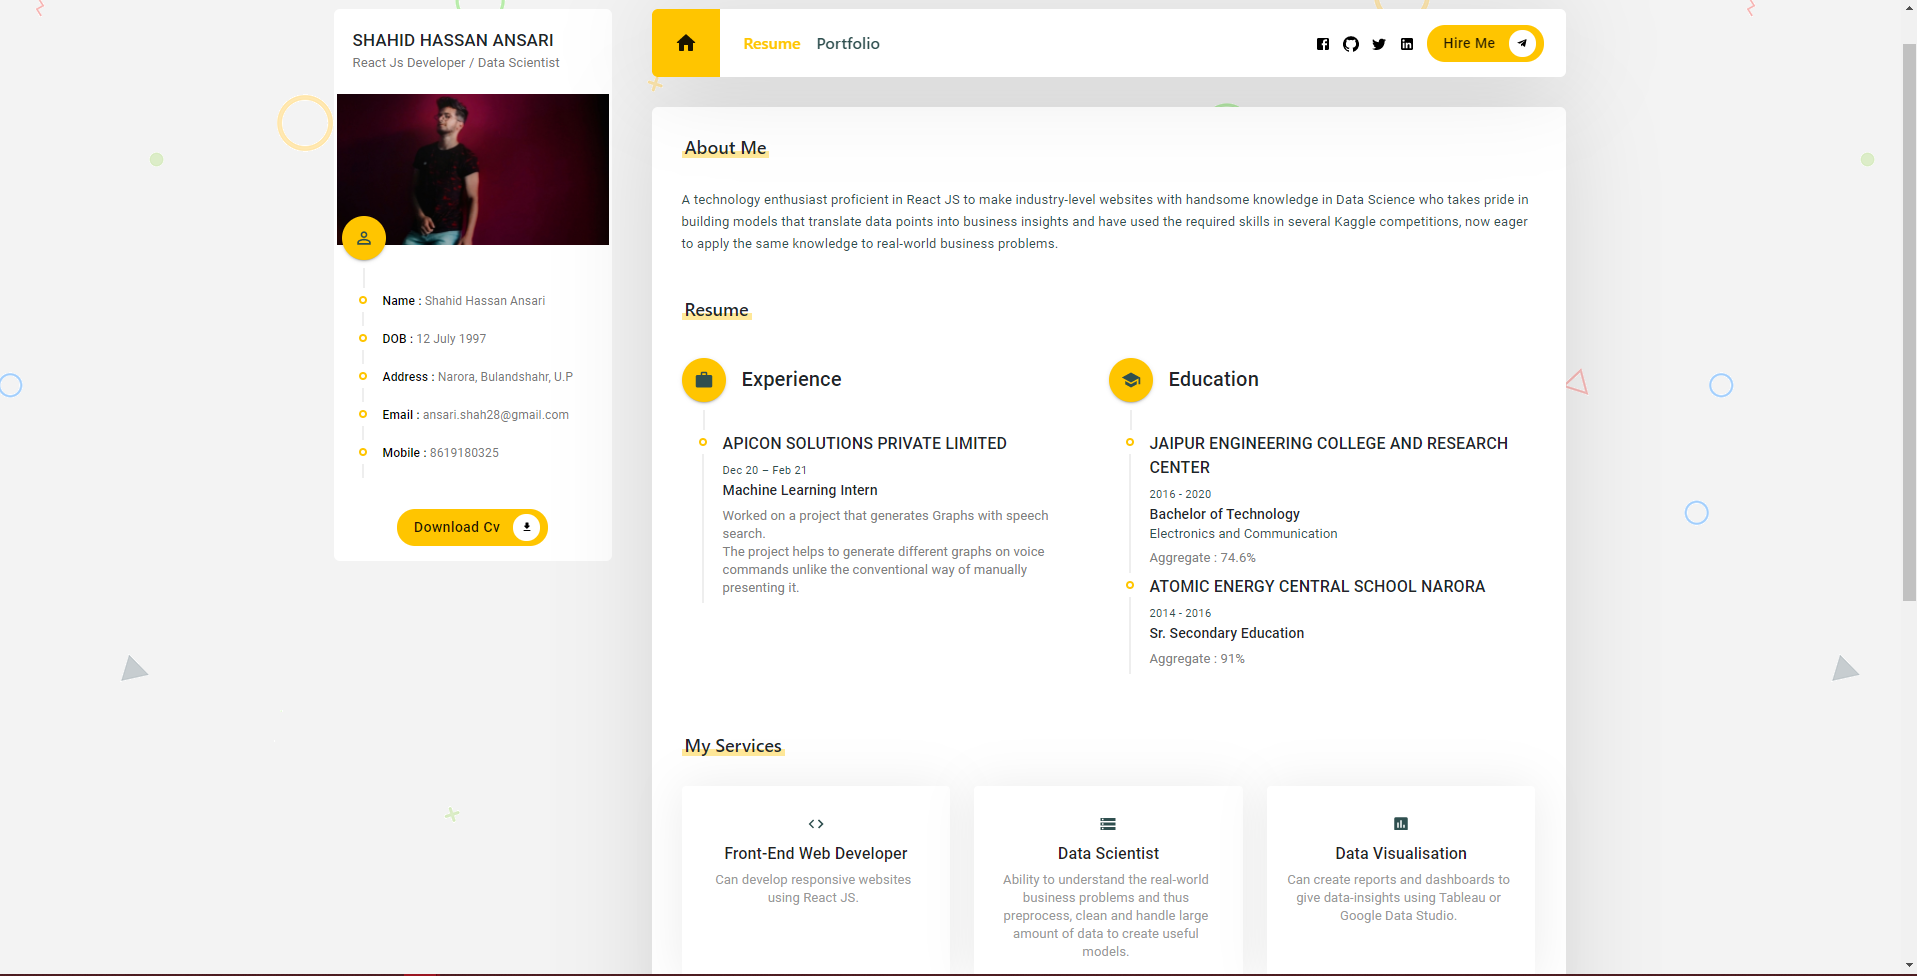 SHAHID HASSAN ANSARI
React Js Developer / Data Scientist
Name : Shahid Hassan Ansari
DOB : 12 July 1997
Address : Narora, Bulandshahr, U.P
Email : ansari.shah28@gmail.com
Mobile : 8619180325
Download Cv
Resume Portfolio
Hire Me
About Me
A technology enthusiast proficient in React JS to make industry-level websites with handsome knowledge in Data Science who takes pride in
building models that translate data points into business insights and have used the required skills in several Kaggle competitions, now eager
to apply the same knowledge to real-world business problems.
Resume
Experience
APICON SOLUTIONS PRIVATE LIMITED
Dec 20 – Feb 21
Machine Learning Intern
Worked on a project that generates Graphs with speech
search.
The project helps to generate different graphs on voice
commands unlike the conventional way of manually
presenting it.
Education
JAIPUR ENGINEERING COLLEGE AND RESEARCH
CENTER
2016 - 2020
Bachelor of Technology
Electronics and Communication
Aggregate : 74.6%
ATOMIC ENERGY CENTRAL SCHOOL NARORA
2014 - 2016
Sr. Secondary Education
Aggregate : 91%
My Services
Front-End Web Developer
Can develop responsive websites
using React JS.
Data Scientist
Ability to understand the real-world
business problems and thus
preprocess, clean and handle large
amount of data to create useful
models.
Data Visualisation
Can create reports and dashboards to
give data-insights using Tableau or
Google Data Studio.